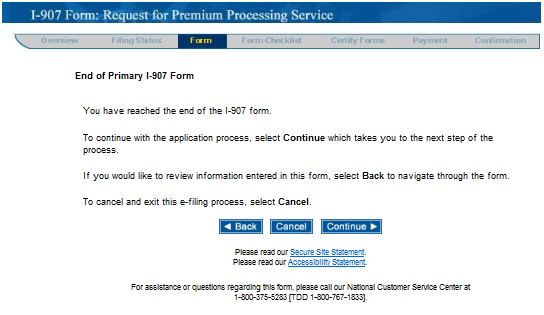 I-907 Form: Request for Premium Processing Service
Overview Filing Status Form Form Checklist Certify Forms Payment Confirmation
End of Primary I-907 Form
You have reached the end of the I-907 form.
To continue with the application process, select Continue which takes you to the next step of the
process.
If you would like to review information entered in this form, select Back to navigate through the form.
To cancel and exit this e-filing process, select Cancel.
◄ Back Cancel Continue ►
Please read our Secure Site Statement.
Please read our Accessibility Statement.
For assistance or questions regarding this form, please call our National Customer Service Center at
1-800-375-5283 [TDD 1-800-767-1833].